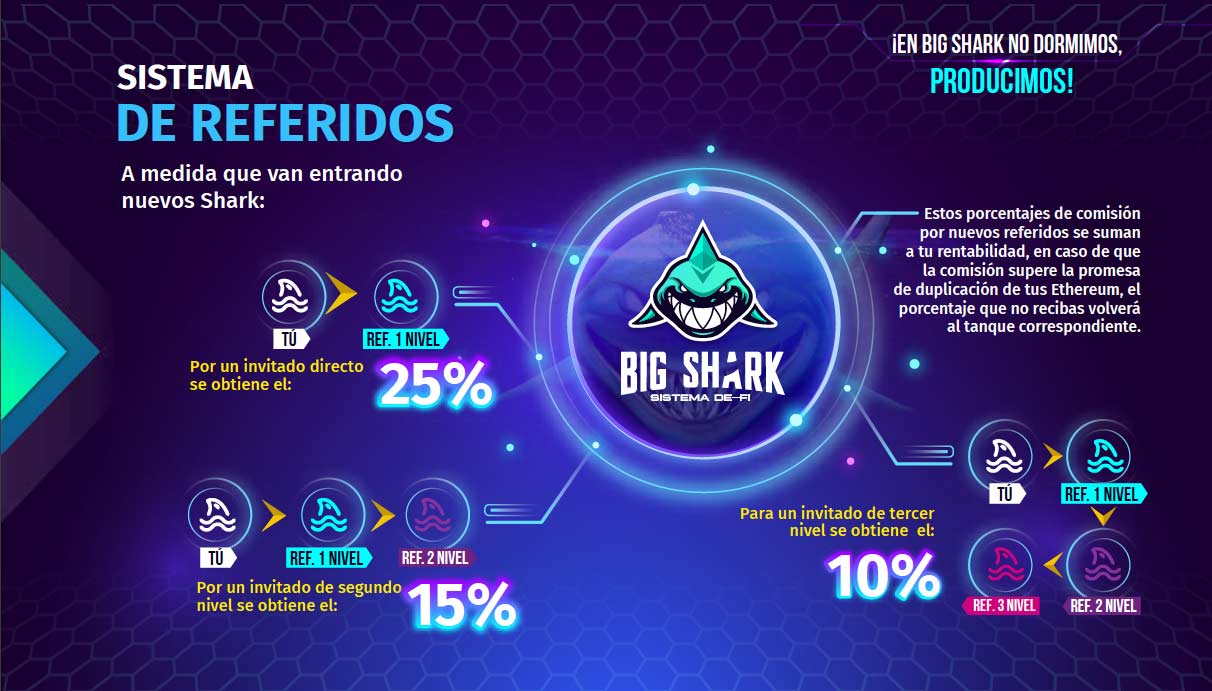 ¡EN BIG SHARK NO DORMIMOS,
PRODUCIMOS!
SISTEMA
DE REFERIDOS
A medida que van entrando
nuevos Shark:
TÚ
REF. 1 NIVEL
Por un invitado directo
se obtiene el:
25%
TÚ
REF. 1 NIVEL
REF. 2 NIVEL
Por un invitado de segundo
nivel se obtiene el:
15%
BIG SHARK
SISTEMA DE-FI
Estos porcentajes de comisión
por nuevos referidos se suman
a tu rentabilidad, en caso de que
la comisión supere la promesa
de duplicación de tus Ethereum, el
porcentaje que no recibas volverá
al tanque correspondiente.
TÚ
REF. 1 NIVEL
Para un invitado de tercer
nivel se obtiene el:
10%
REF. 3 NIVEL
REF. 2 NIVEL